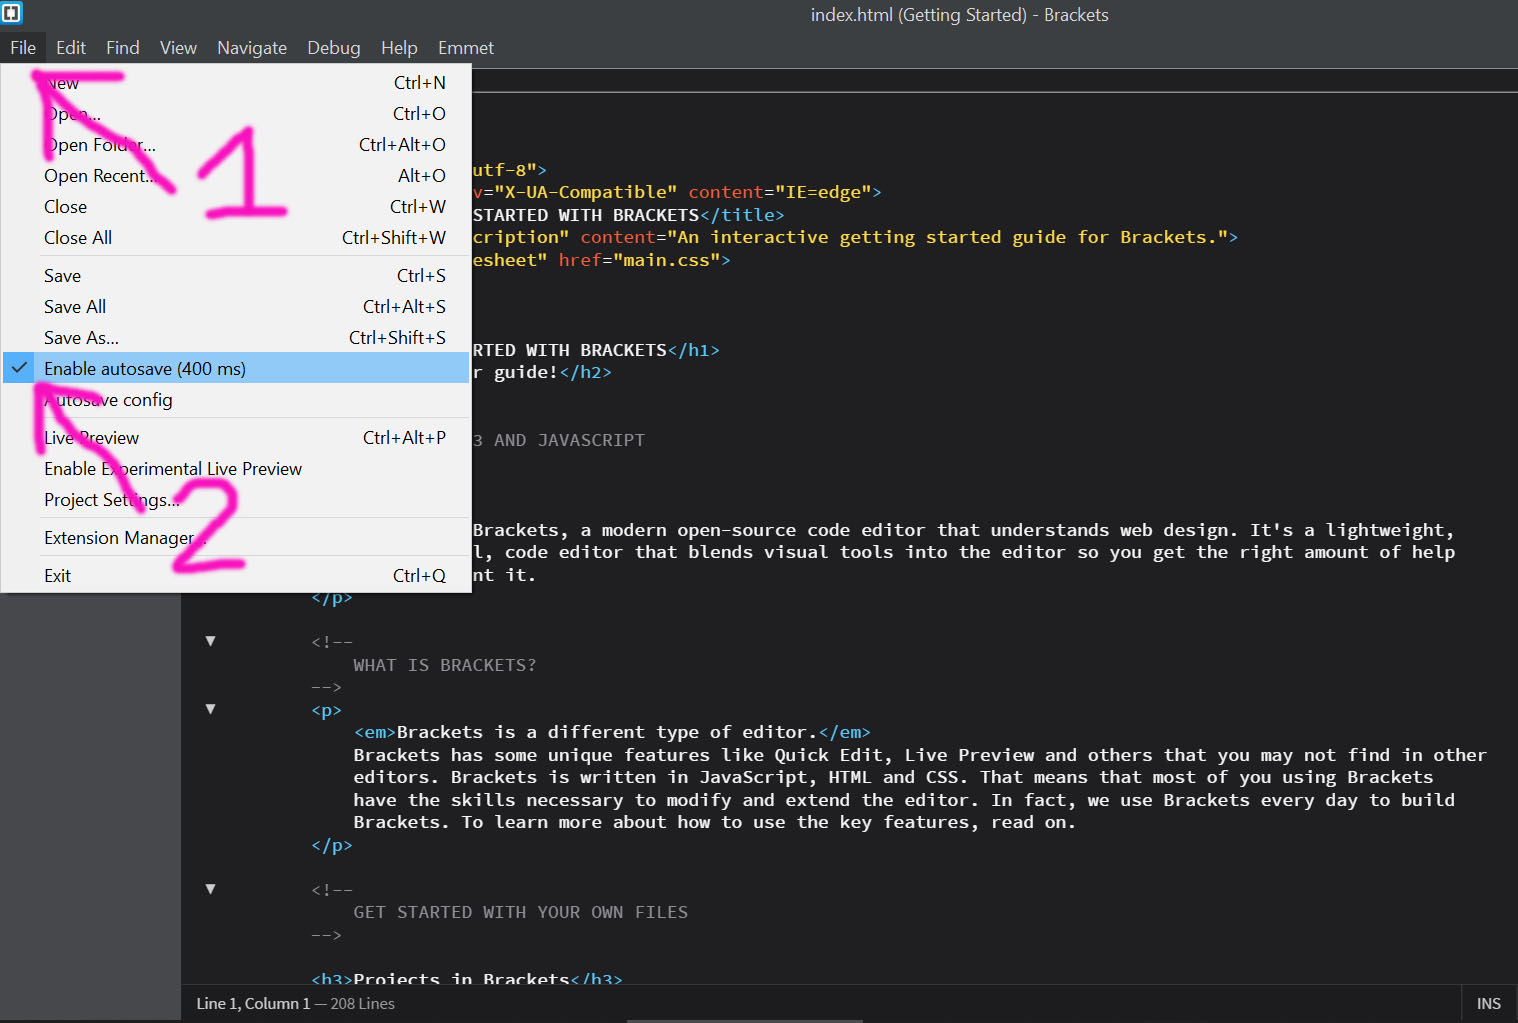 index.html (Getting Started) - Brackets
File Edit Find View Navigate Debug Help Emmet
New Ctrl+N
Open... Ctrl+O
Open Folder... Ctrl+Alt+O
Open Recent... Alt+O
Close Ctrl+W
Close All Ctrl+Shift+W
Save Ctrl+S
Save All Ctrl+Alt+S
Save As... Ctrl+Shift+S
Enable autosave (400 ms)
Autosave config
Live Preview Ctrl+Alt+P
Enable Experimental Live Preview
Project Settings...
Extension Manager...
Exit Ctrl+Q
1
2
utf-8">
v="X-UA-Compatible" content="IE=edge">
STARTED WITH BRACKETS</title>
cription" content="An interactive getting started guide for Brackets.">
esheet" href="main.css">
RTED WITH BRACKETS</h1>
r guide!</h2>
3 AND JAVASCRIPT
Brackets, a modern open-source code editor that understands web design. It's a lightweight,
l, code editor that blends visual tools into the editor so you get the right amount of help
nt it.
</p>
<!--
WHAT IS BRACKETS?
-->
<p>
<em>Brackets is a different type of editor.</em>
Brackets has some unique features like Quick Edit, Live Preview and others that you may not find in other
editors. Brackets is written in JavaScript, HTML and CSS. That means that most of you using Brackets
have the skills necessary to modify and extend the editor. In fact, we use Brackets every day to build
Brackets. To learn more about how to use the key features, read on.
</p>
<!--
GET STARTED WITH YOUR OWN FILES
-->
<h3>Projects in Brackets</h3>
Line 1, Column 1 — 208 Lines
INS